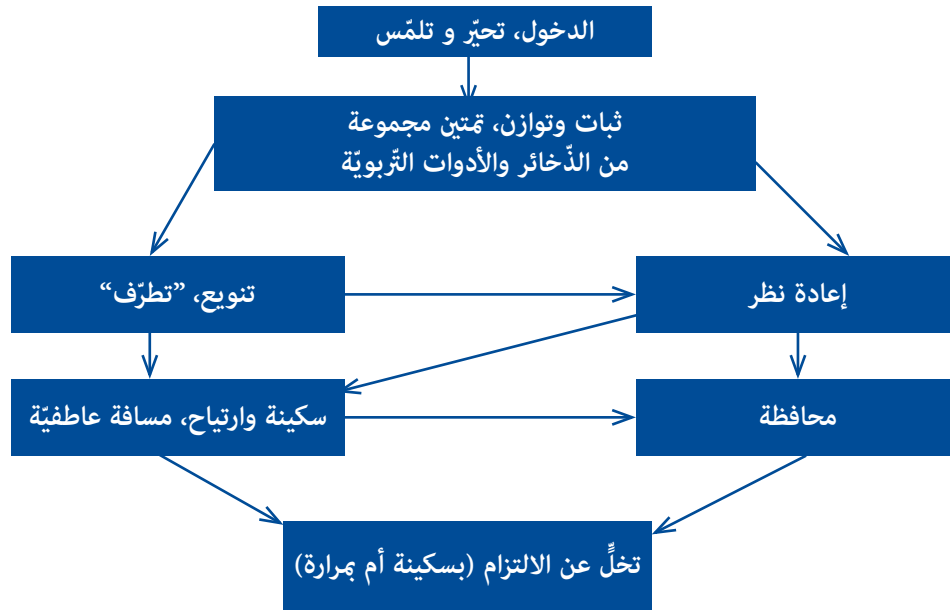 الدخول، تحيّر و تلمّس
ثبات وتوازن، تمتين مجموعة
من الذّخائر والأدوات التّربويّة
إعادة نظر
تنويع، ”تطرّف“
محافظة
سكينة وارتياح، مسافة عاطفيّة
تخلٍّ عن الالتزام (بسكينة أم بمرارة)